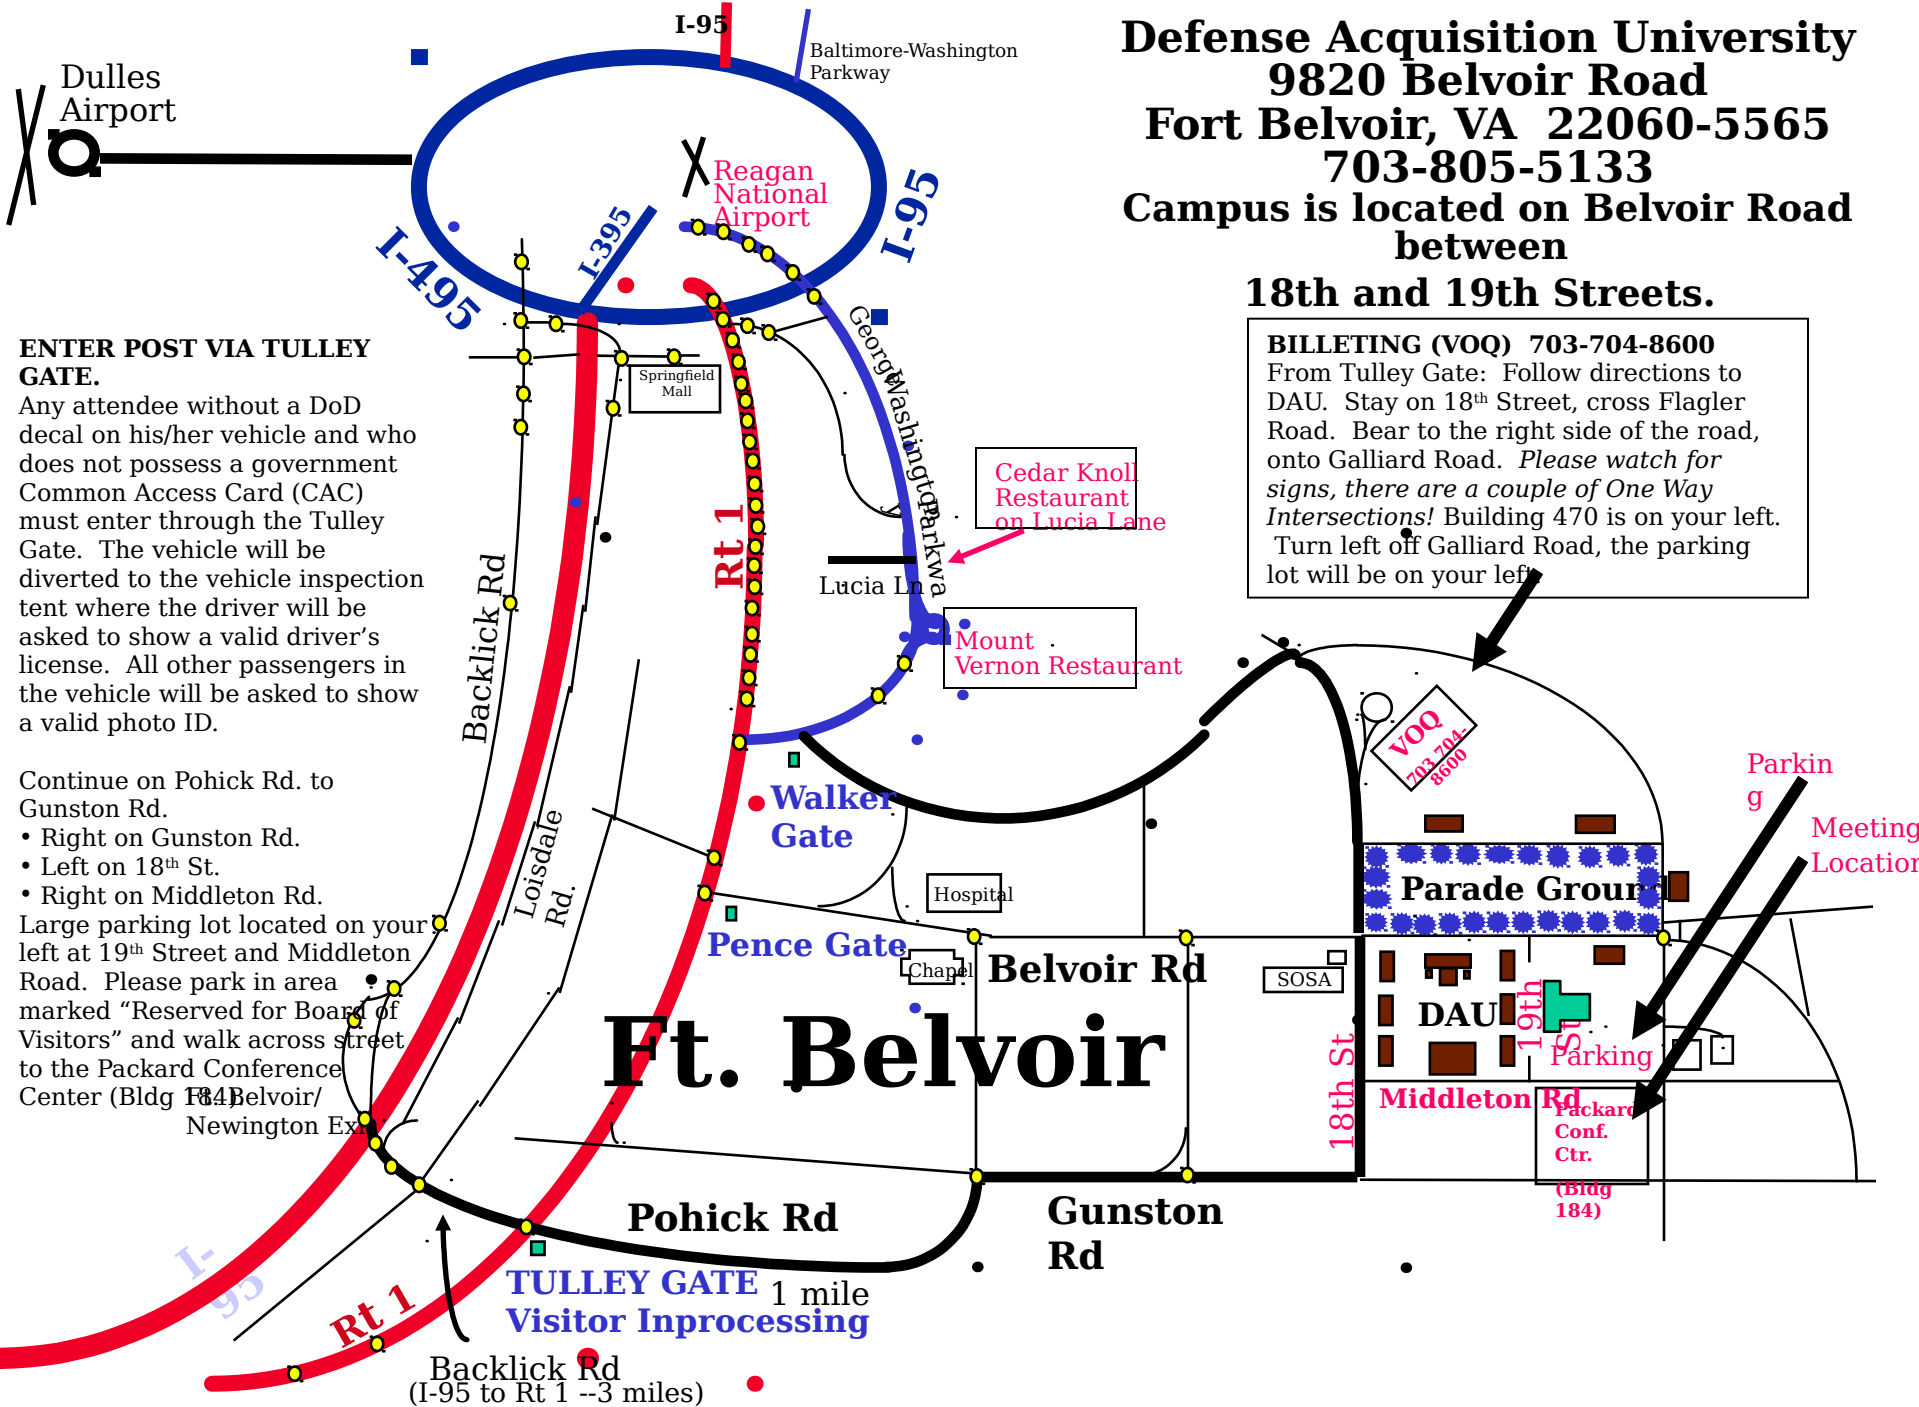 I-95
Baltimore-Washington
Parkway
Dulles
Airport
Defense Acquisition University
9820 Belvoir Road
Fort Belvoir, VA  22060-5565
703-805-5133
Campus is located on Belvoir Road
between
18th and 19th Streets.
Reagan
National
Airport
I-95
I-395
I-495
ENTER POST VIA TULLEY
GATE.
Any attendee without a DoD
decal on his/her vehicle and who
does not possess a government
Common Access Card (CAC)
must enter through the Tulley
Gate.  The vehicle will be
diverted to the vehicle inspection
tent where the driver will be
asked to show a valid driver’s
license.  All other passengers in
the vehicle will be asked to show
a valid photo ID.
Continue on Pohick Rd. to
Gunston Rd.
• Right on Gunston Rd.
• Left on 18th St.
• Right on Middleton Rd.
Large parking lot located on your
left at 19th Street and Middleton
Road.  Please park in area
marked “Reserved for Board of
Visitors” and walk across street
to the Packard Conference
Center (Bldg 184).
Ft. Belvoir/
Newington Exit
BILLETING (VOQ)  703-704-8600
From Tulley Gate:  Follow directions to
DAU.  Stay on 18th Street, cross Flagler
Road.  Bear to the right side of the road,
onto Galliard Road.  Please watch for
signs, there are a couple of One Way
Intersections! Building 470 is on your left.
Turn left off Galliard Road, the parking
lot will be on your left.
Springfield
Mall
George
Washington
Parkwa
y
Cedar Knoll
Restaurant
on Lucia Lane
Rt 1
Lucia Ln
Backlick Rd
Mount
Vernon Restaurant
VOQ
703-704-
8600
Parkin
g
Meeting
Location
Walker
Gate
Loisdale
Rd.
Hospital
Parade Ground
Pence Gate
Chapel
Belvoir Rd
SOSA
DAU
19th
St
Parking
Ft. Belvoir
18th St
Middleton Rd
Packard
Conf.
Ctr.
(Bldg
184)
Pohick Rd
Gunston
Rd
I-
95
Rt 1
TULLEY GATE
Visitor Inprocessing
1 mile
Backlick Rd
(I-95 to Rt 1 --3 miles)